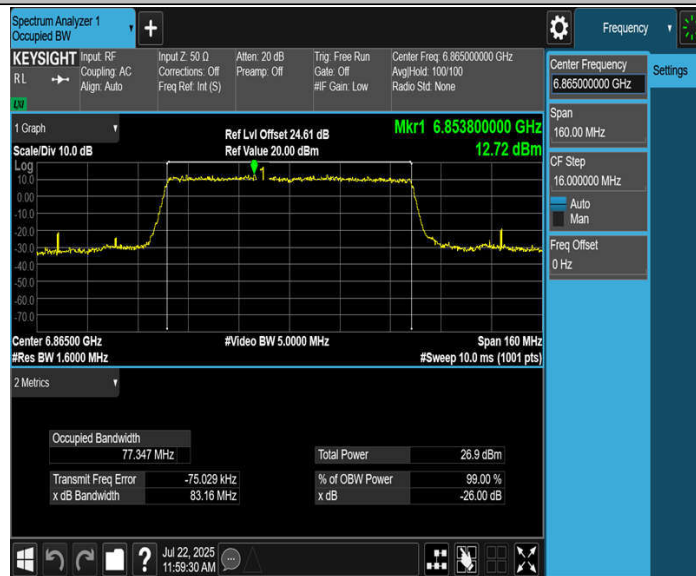 Spectrum Analyzer 1
Occupied BW
+
Frequency
KEYSIGHT
Input: RF
Input Z: 50 Ω
Atten: 20 dB
Trig: Free Run
Center Freq: 6.865000000 GHz
RL
Coupling: AC
Corrections: Off
Preamp: Off
Gate: Off
Avg|Hold: 100/100
Align: Auto
Freq Ref: Int (S)
#IF Gain: Low
Radio Std: None
Center Frequency
6.865000000 GHz
Settings
Span
160.00 MHz
CF Step
16.000000 MHz
Auto
Man
Freq Offset
0 Hz
1 Graph
Ref Lvl Offset 24.61 dB
Mkr1 6.853800000 GHz
Scale/Div 10.0 dB
Ref Value 20.00 dBm
12.72 dBm
Log
1
10.0
0.00
-10.0
-20.0
-30.0
-40.0
-50.0
-60.0
-70.0
Center 6.86500 GHz
#Video BW 5.0000 MHz
Span 160 MHz
#Res BW 1.6000 MHz
#Sweep 10.0 ms (1001 pts)
2 Metrics
Occupied Bandwidth
77.347 MHz
Total Power 26.9 dBm
Transmit Freq Error -75.029 kHz
% of OBW Power 99.00 %
x dB Bandwidth 83.16 MHz
x dB -26.00 dB
?
Jul 22, 2025
11:59:30 AM